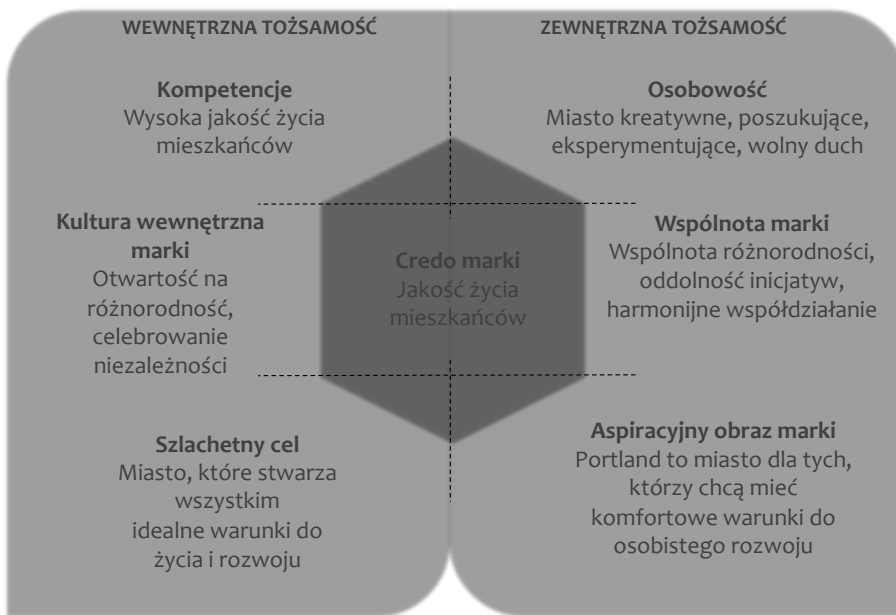 WEWNĘTRZNA TOŻSAMOŚĆ
ZEWNĘTRZNA TOŻSAMOŚĆ
Kompetencje
Wysoka jakość życia
mieszkańców
Osobowość
Miasto kreatywne, poszukujące,
eksperymentujące, wolny duch
Kultura wewnętrzna
marki
Otwartość na
różnorodność,
celebrowanie
niezależności
Credo marki
Jakość życia
mieszkańców
Wspólnota marki
Wspólnota różnorodności,
oddolność inicjatyw,
harmonijne współdziałanie
Szlachetny cel
Miasto, które stwarza
wszystkim
idealne warunki do
życia i rozwoju
Aspiracyjny obraz marki
Portland to miasto dla tych,
którzy chcą mieć
komfortowe warunki do
osobistego rozwoju